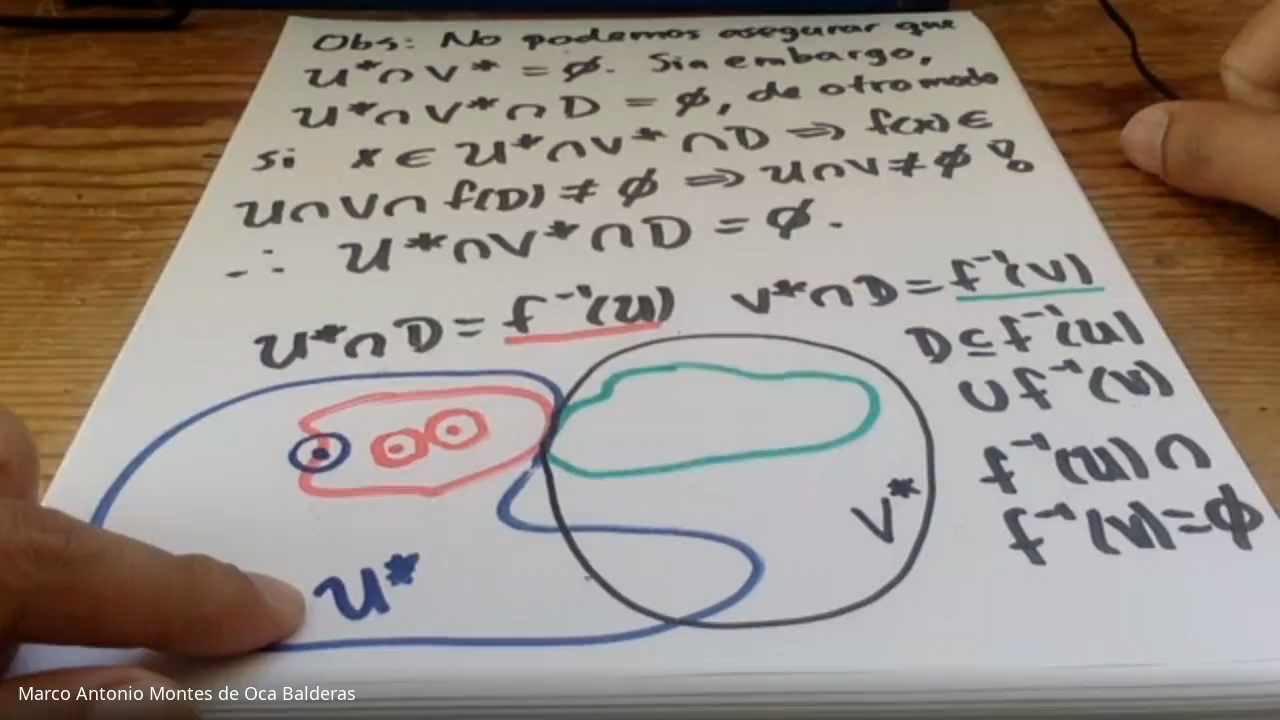 Obs: No podemos asegurar que
U*∩V* = ∅. Sin embargo,
U*∩V*∩D = ∅, de otro modo
si x ∈ U*∩V*∩D ⇒ f(x) ∈
U∩V∩f(D) ≠ ∅ ⇒ U∩V ≠ ∅ !
∴ U*∩V*∩D = ∅.
U*∩D = f⁻¹(U) V*∩D = f⁻¹(V)
D ⊆ f⁻¹(U)
∪ f⁻¹(V)
f⁻¹(U) ∩
f⁻¹(V) = ∅
V*
U*
Marco Antonio Montes de Oca Balderas